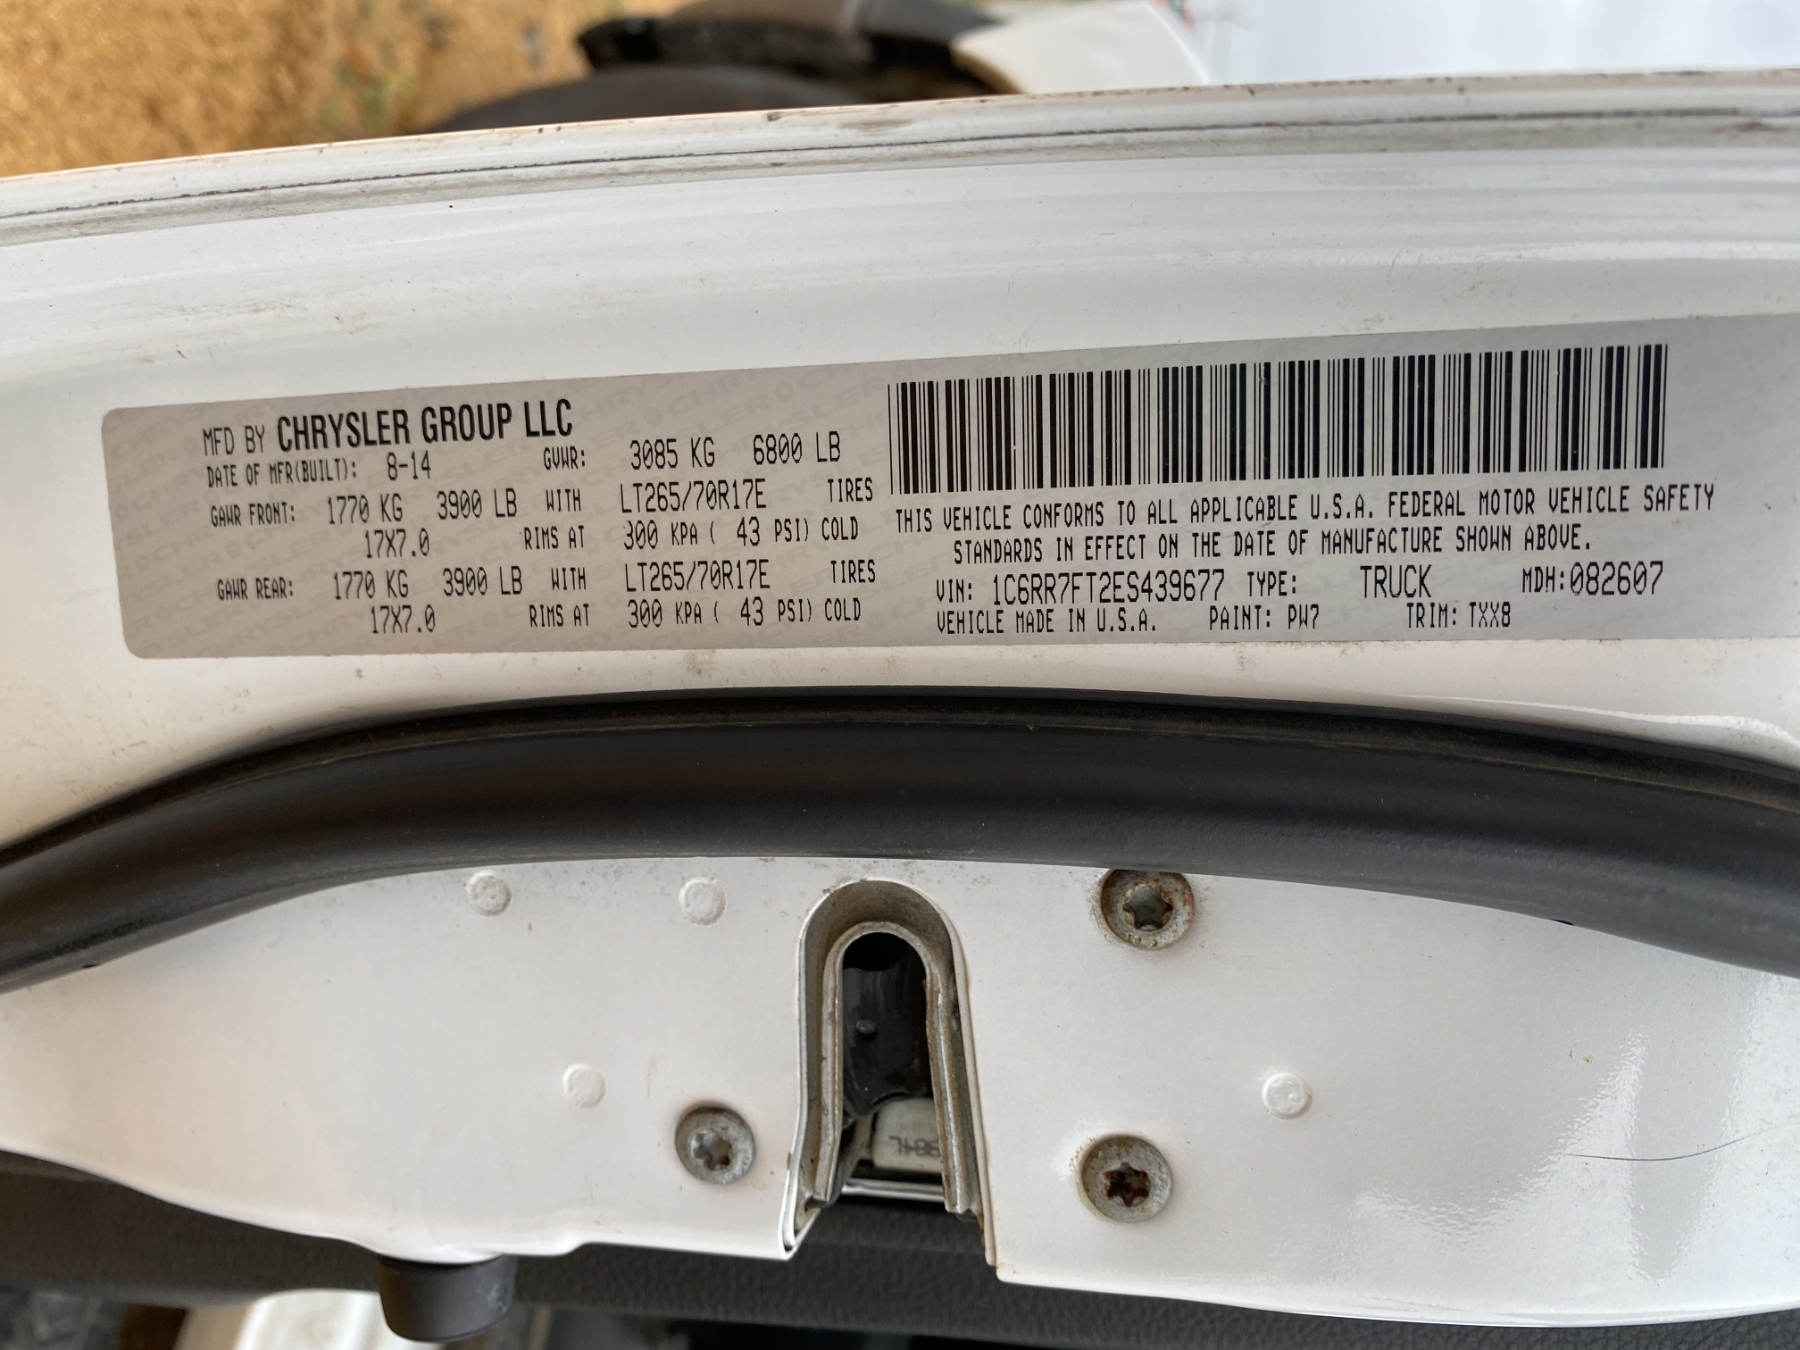 MFD BY CHRYSLER GROUP LLC
DATE OF MFR(BUILT): 8-14 GVWR: 3085 KG 6800 LB
GAWR FRONT: 1770 KG 3900 LB WITH LT265/70R17E TIRES
17X7.0 RIMS AT 300 KPA ( 43 PSI) COLD
GAWR REAR: 1770 KG 3900 LB WITH LT265/70R17E TIRES
17X7.0 RIMS AT 300 KPA ( 43 PSI) COLD
THIS VEHICLE CONFORMS TO ALL APPLICABLE U.S.A. FEDERAL MOTOR VEHICLE SAFETY
STANDARDS IN EFFECT ON THE DATE OF MANUFACTURE SHOWN ABOVE.
VIN: 1C6RR7FT2ES439677 TYPE: TRUCK MDH:082607
VEHICLE MADE IN U.S.A. PAINT: PW7 TRIM: TXX8